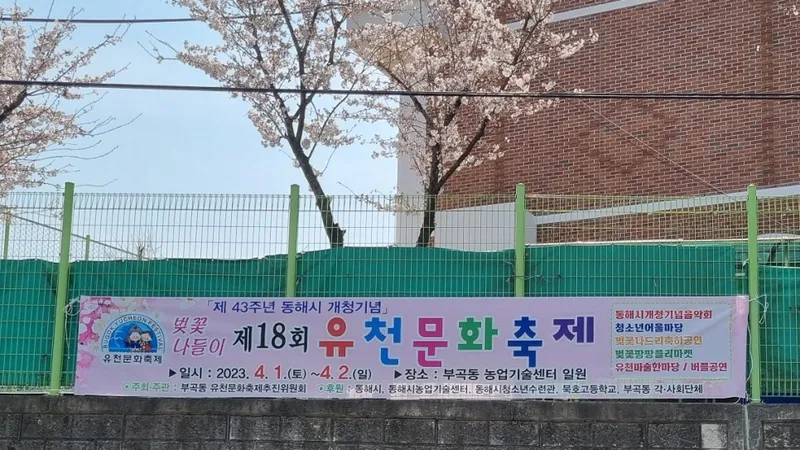 「제 43주년 동해시 개청기념」
벚꽃
나들이
제18회 유천문화축제
유천문화축제
▶일시 : 2023. 4. 1.(토) ~4. 2.(일) ▶장소 : 부곡동 농업기술센터 일원
•주최·주관 : 부곡동 유천문화축제추진위원회 •후원 : 동해시, 동해시농업기술센터, 동해시청소년수련관, 북호고등학교, 부곡동 각·사회단체
동해시개청기념음악회
청소년어울마당
벚꽃나드리축하공연
벚꽃팡팡플리마켓
유천마술한마당 / 버블공연